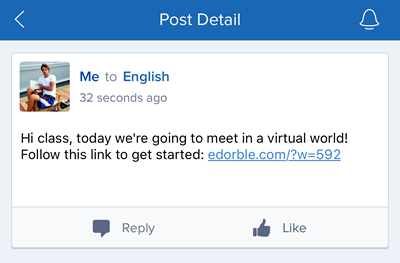 Post Detail
Me to English
32 seconds ago
Hi class, today we're going to meet in a virtual world!
Follow this link to get started: edorble.com/?w=592
Reply
Like